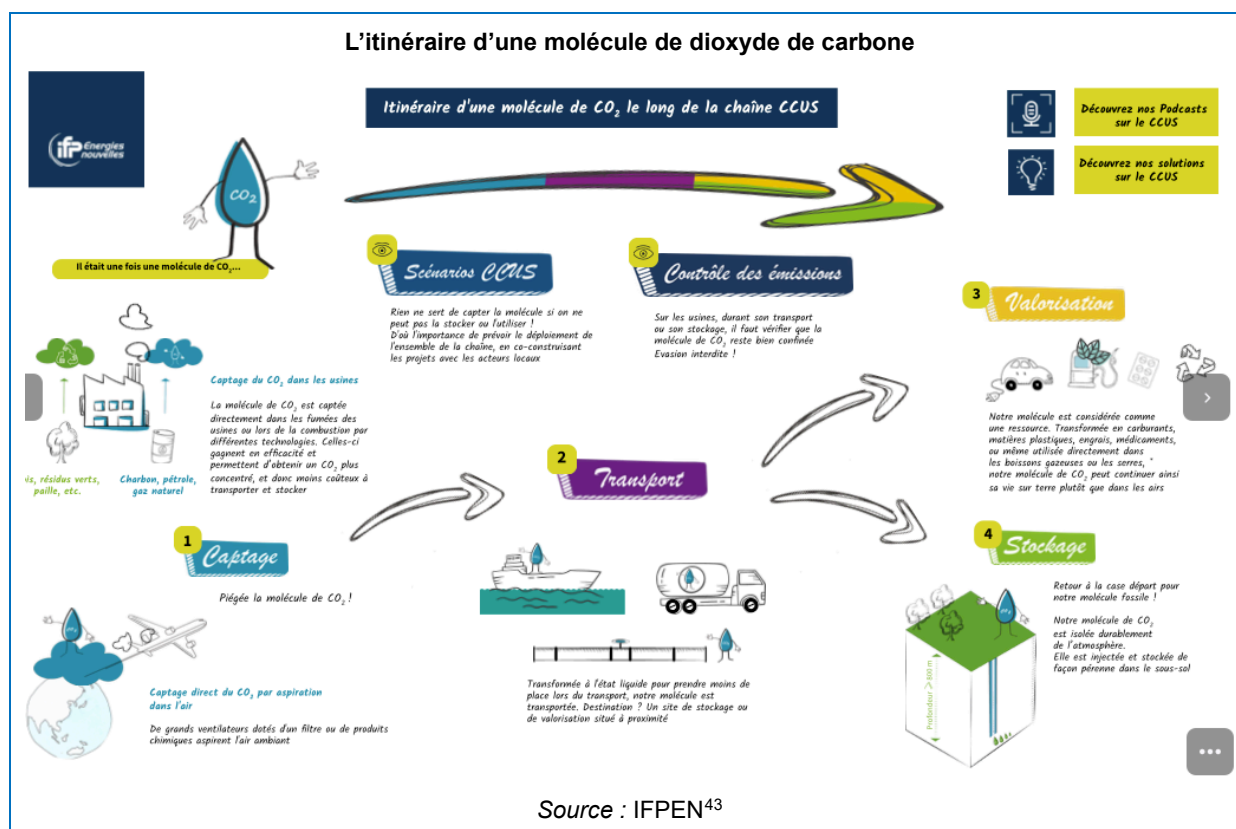 L'itinéraire d'une molécule de dioxyde de carbone
ifp Energies
nouvelles
Itinéraire d'une molécule de CO₂ le long de la chaîne CCUS
Découvrez nos Podcasts
sur le CCUS
Découvrez nos solutions
sur le CCUS
CO₂
Il était une fois une molécule de CO₂...
Scénarios CCUS
Rien ne sert de capter la molécule si on ne
peut pas la stocker ou l'utiliser !
D'où l'importance de prévoir le déploiement de
l'ensemble de la chaîne, en co-construisant
les projets avec les acteurs locaux
Contrôle des émissions
Sur les usines, durant son transport
ou son stockage, il faut vérifier que la
molécule de CO₂ reste bien confinée
Evasion interdite !
Captage du CO₂ dans les usines
La molécule de CO₂ est captée
directement dans les fumées des
usines ou lors de la combustion par
différentes technologies. Celles-ci
gagnent en efficacité et
permettent d'obtenir un CO₂ plus
concentré, et donc moins coûteux à
transporter et stocker
résidus verts,
paille, etc.
Charbon, pétrole,
gaz naturel
1
Captage
Piégée la molécule de CO₂ !
Captage direct du CO₂ par aspiration
dans l'air
De grands ventilateurs dotés d'un filtre ou de produits
chimiques aspirent l'air ambiant
2
Transport
Transformée à l'état liquide pour prendre moins de
place lors du transport, notre molécule est
transportée. Destination ? Un site de stockage ou
de valorisation situé à proximité
3
Valorisation
Notre molécule est considérée comme
une ressource. Transformée en carburants,
matières plastiques, engrais, médicaments,
ou même utilisée directement dans
les boissons gazeuses ou les serres, "
notre molécule de CO₂ peut continuer ainsi
sa vie sur terre plutôt que dans les airs
4
Stockage
Retour à la case départ pour
notre molécule fossile !
Notre molécule de CO₂
est isolée durablement
de l'atmosphère.
Elle est injectée et stockée de
façon pérenne dans le sous-sol
Profondeur > 800 m
Source : IFPEN⁴³